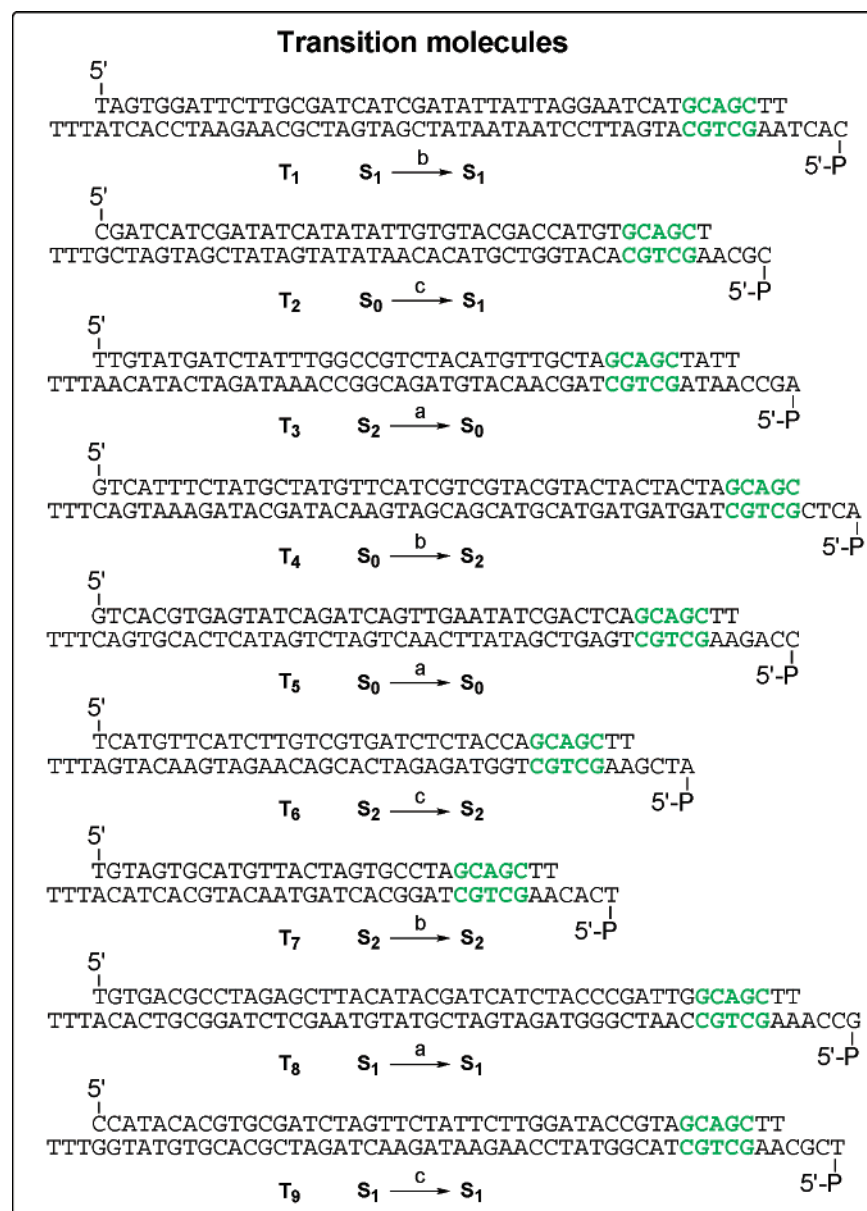 Transition molecules
5'
TAGTGGATTCTTGCGATCATCGATATTATTAGGAATCATGCAGCTT
TTTATCACCTAAGAACGCTAGTAGCTATAATAATCCTTAGTACGTCGAATCAC
5'-P
T1 S1 b S1
5'
CGATCATCGATATCATATATTGTGTACGACCATGTGCAGCT
TTTGCTAGTAGCTATAGTATATAACACATGCTGGTACACGTCGAACGC
5'-P
T2 S0 c S1
5'
TTGTATGATCTATTTGGCCGTCTACATGTTGCTAGCAGCTATT
TTTAACATACTAGATAAACCGGCAGATGTACAACGATCGTCGATAACCGA
5'-P
T3 S2 a S0
5'
GTCATTTCTATGCTATGTTCATCGTCGTACGTACTACTACTAGCAGC
TTTCAGTAAAGATACGATACAAGTAGCAGCATGCATGATGATGATCGTCGCTCA
5'-P
T4 S0 b S2
5'
GTCACGTGAGTATCAGATCAGTTGAATATCGACTCAGCAGCTT
TTTCAGTGCACTCATAGTCTAGTCAACTTATAGCTGAGTCGTCGAAGACC
5'-P
T5 S0 a S0
5'
TCATGTTCATCTTGTCGTGATCTCTACCAGCAGCTT
TTTAGTACAAGTAGAACAGCACTAGAGATGGTCGTCGAAGCTA
5'-P
T6 S2 c S2
5'
TGTAGTGCATGTTACTAGTGCCTAGCAGCTT
TTTACATCACGTACAATGATCACGGATCGTCGAACACT
5'-P
T7 S2 b S2
5'
TGTGACGCCTAGAGCTTACATACGATCATCTACCCGATTGGCAGCTT
TTTACACTGCGGATCTCGAATGTATGCTAGTAGATGGGCTAACCGTCGAAACCG
5'-P
T8 S1 a S1
5'
CCATACACGTGCGATCTAGTTCTATTCTTGGATACCGTAGCAGCTT
TTTGGTATGTGCACGCTAGATCAAGATAAGAACCTATGGCATCGTCGAACGCT
5'-P
T9 S1 c S1